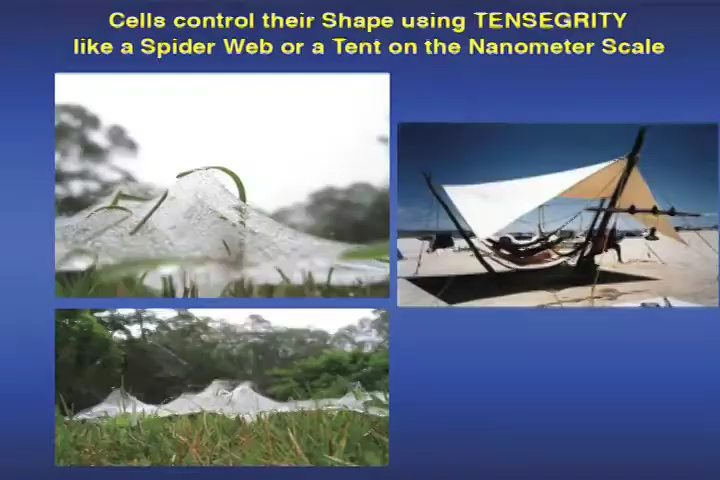 Cells control their Shape using TENSEGRITY
like a Spider Web or a Tent on the Nanometer Scale